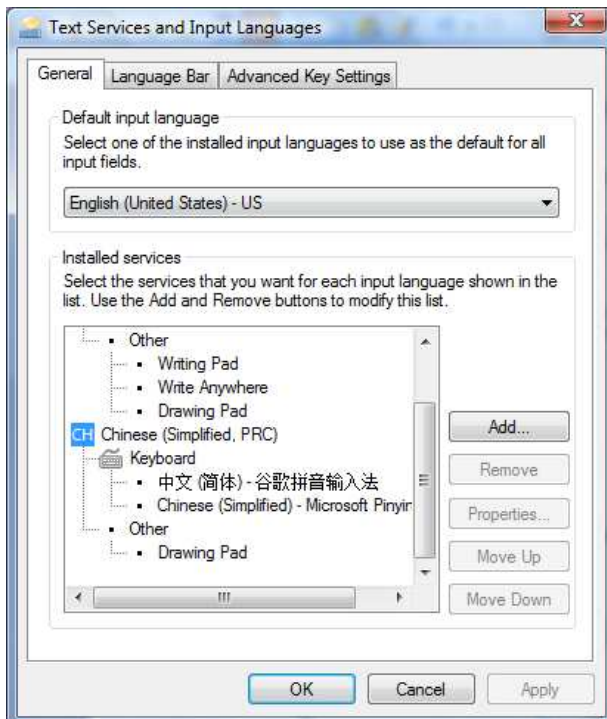 Text Services and Input Languages
General
Language Bar
Advanced Key Settings
Default input language
Select one of the installed input languages to use as the default for all
input fields.
English (United States) - US
Installed services
Select the services that you want for each input language shown in the
list. Use the Add and Remove buttons to modify this list.
Other
Writing Pad
Write Anywhere
Drawing Pad
CH Chinese (Simplified, PRC)
Keyboard
中文 (简体) - 谷歌拼音输入法
Chinese (Simplified) - Microsoft Pinyin
Other
Drawing Pad
Add...
Remove
Properties...
Move Up
Move Down
OK
Cancel
Apply